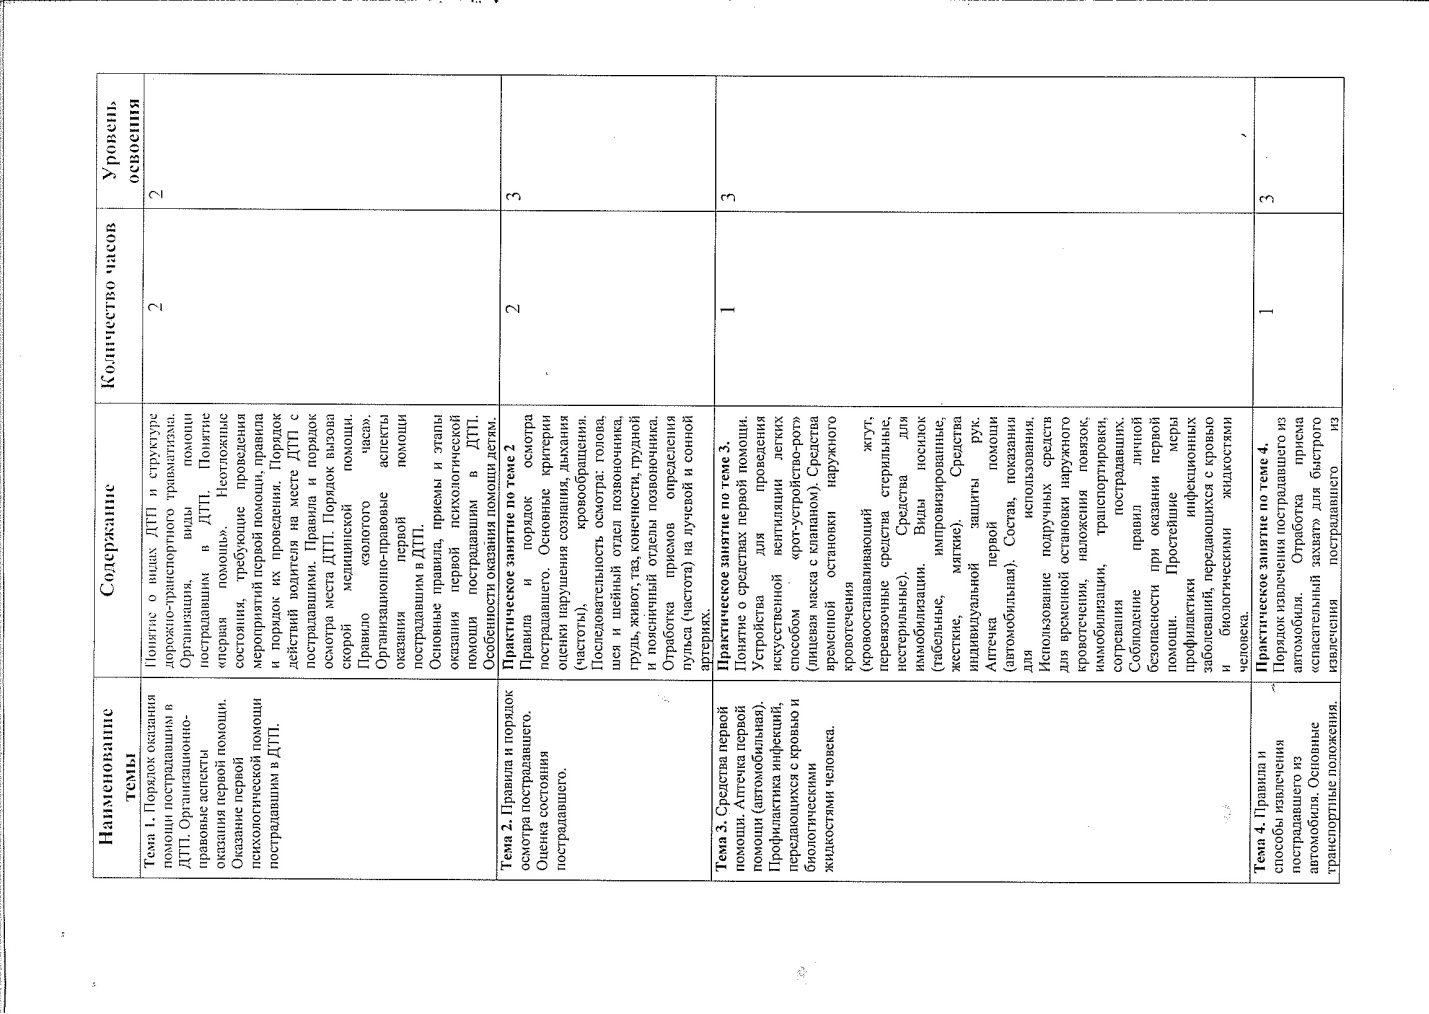 Наименование
темы
Содержание
Количество часов
Уровень
освоения
Тема 1. Порядок оказания
помощи пострадавшим в
ДТП. Организационно-
правовые аспекты
оказания первой помощи.
Оказание первой
психологической помощи
пострадавшим в ДТП.
Понятие о видах ДТП и структуре
дорожно-транспортного травматизма.
Организация, виды помощи
пострадавшим в ДТП. Понятие
«первая помощь». Неотложные
состояния, требующие проведения
мероприятий первой помощи, правила
и порядок их проведения. Порядок
действий водителя на месте ДТП с
пострадавшими. Правила и порядок
осмотра места ДТП. Порядок вызова
скорой медицинской помощи.
Правило «золотого часа».
Организационно-правовые аспекты
оказания первой помощи
пострадавшим в ДТП.
Основные правила, приемы и этапы
оказания первой психологической
помощи пострадавшим в ДТП.
Особенности оказания помощи детям.
2
2
Тема 2. Правила и порядок
осмотра пострадавшего.
Оценка состояния
пострадавшего.
Практическое занятие по теме 2
Правила и порядок осмотра
пострадавшего. Основные критерии
оценки нарушения сознания, дыхания
(частоты), кровообращения.
Последовательность осмотра: голова,
шея и шейный отдел позвоночника,
грудь, живот, таз, конечности, грудной
и поясничный отделы позвоночника.
Отработка приемов определения
пульса (частота) на лучевой и сонной
артериях.
2
3
Тема 3. Средства первой
помощи. Аптечка первой
помощи (автомобильная).
Профилактика инфекций,
передающихся с кровью и
биологическими
жидкостями человека.
Практическое занятие по теме 3.
Понятие о средствах первой помощи.
Устройства для проведения
искусственной вентиляции легких
способом «рот-устройство-рот»
(лицевая маска с клапаном). Средства
временной остановки наружного
кровотечения
(кровоостанавливающий жгут,
перевязочные средства стерильные,
нестерильные). Средства для
иммобилизации. Виды носилок
(табельные, импровизированные,
жесткие, мягкие). Средства
индивидуальной защиты рук.
Аптечка первой помощи
(автомобильная). Состав, показания
для использования.
Использование подручных средств
для временной остановки наружного
кровотечения, наложения повязок,
иммобилизации, транспортировки,
согревания пострадавших.
Соблюдение правил личной
безопасности при оказании первой
помощи. Простейшие меры
профилактики инфекционных
заболеваний, передающихся с кровью
и биологическими жидкостями
человека.
1
3
Тема 4. Правила и
способы извлечения
пострадавшего из
автомобиля. Основные
транспортные положения.
Практическое занятие по теме 4.
Порядок извлечения пострадавшего из
автомобиля. Отработка приема
«спасательный захват» для быстрого
извлечения пострадавшего из
1
3